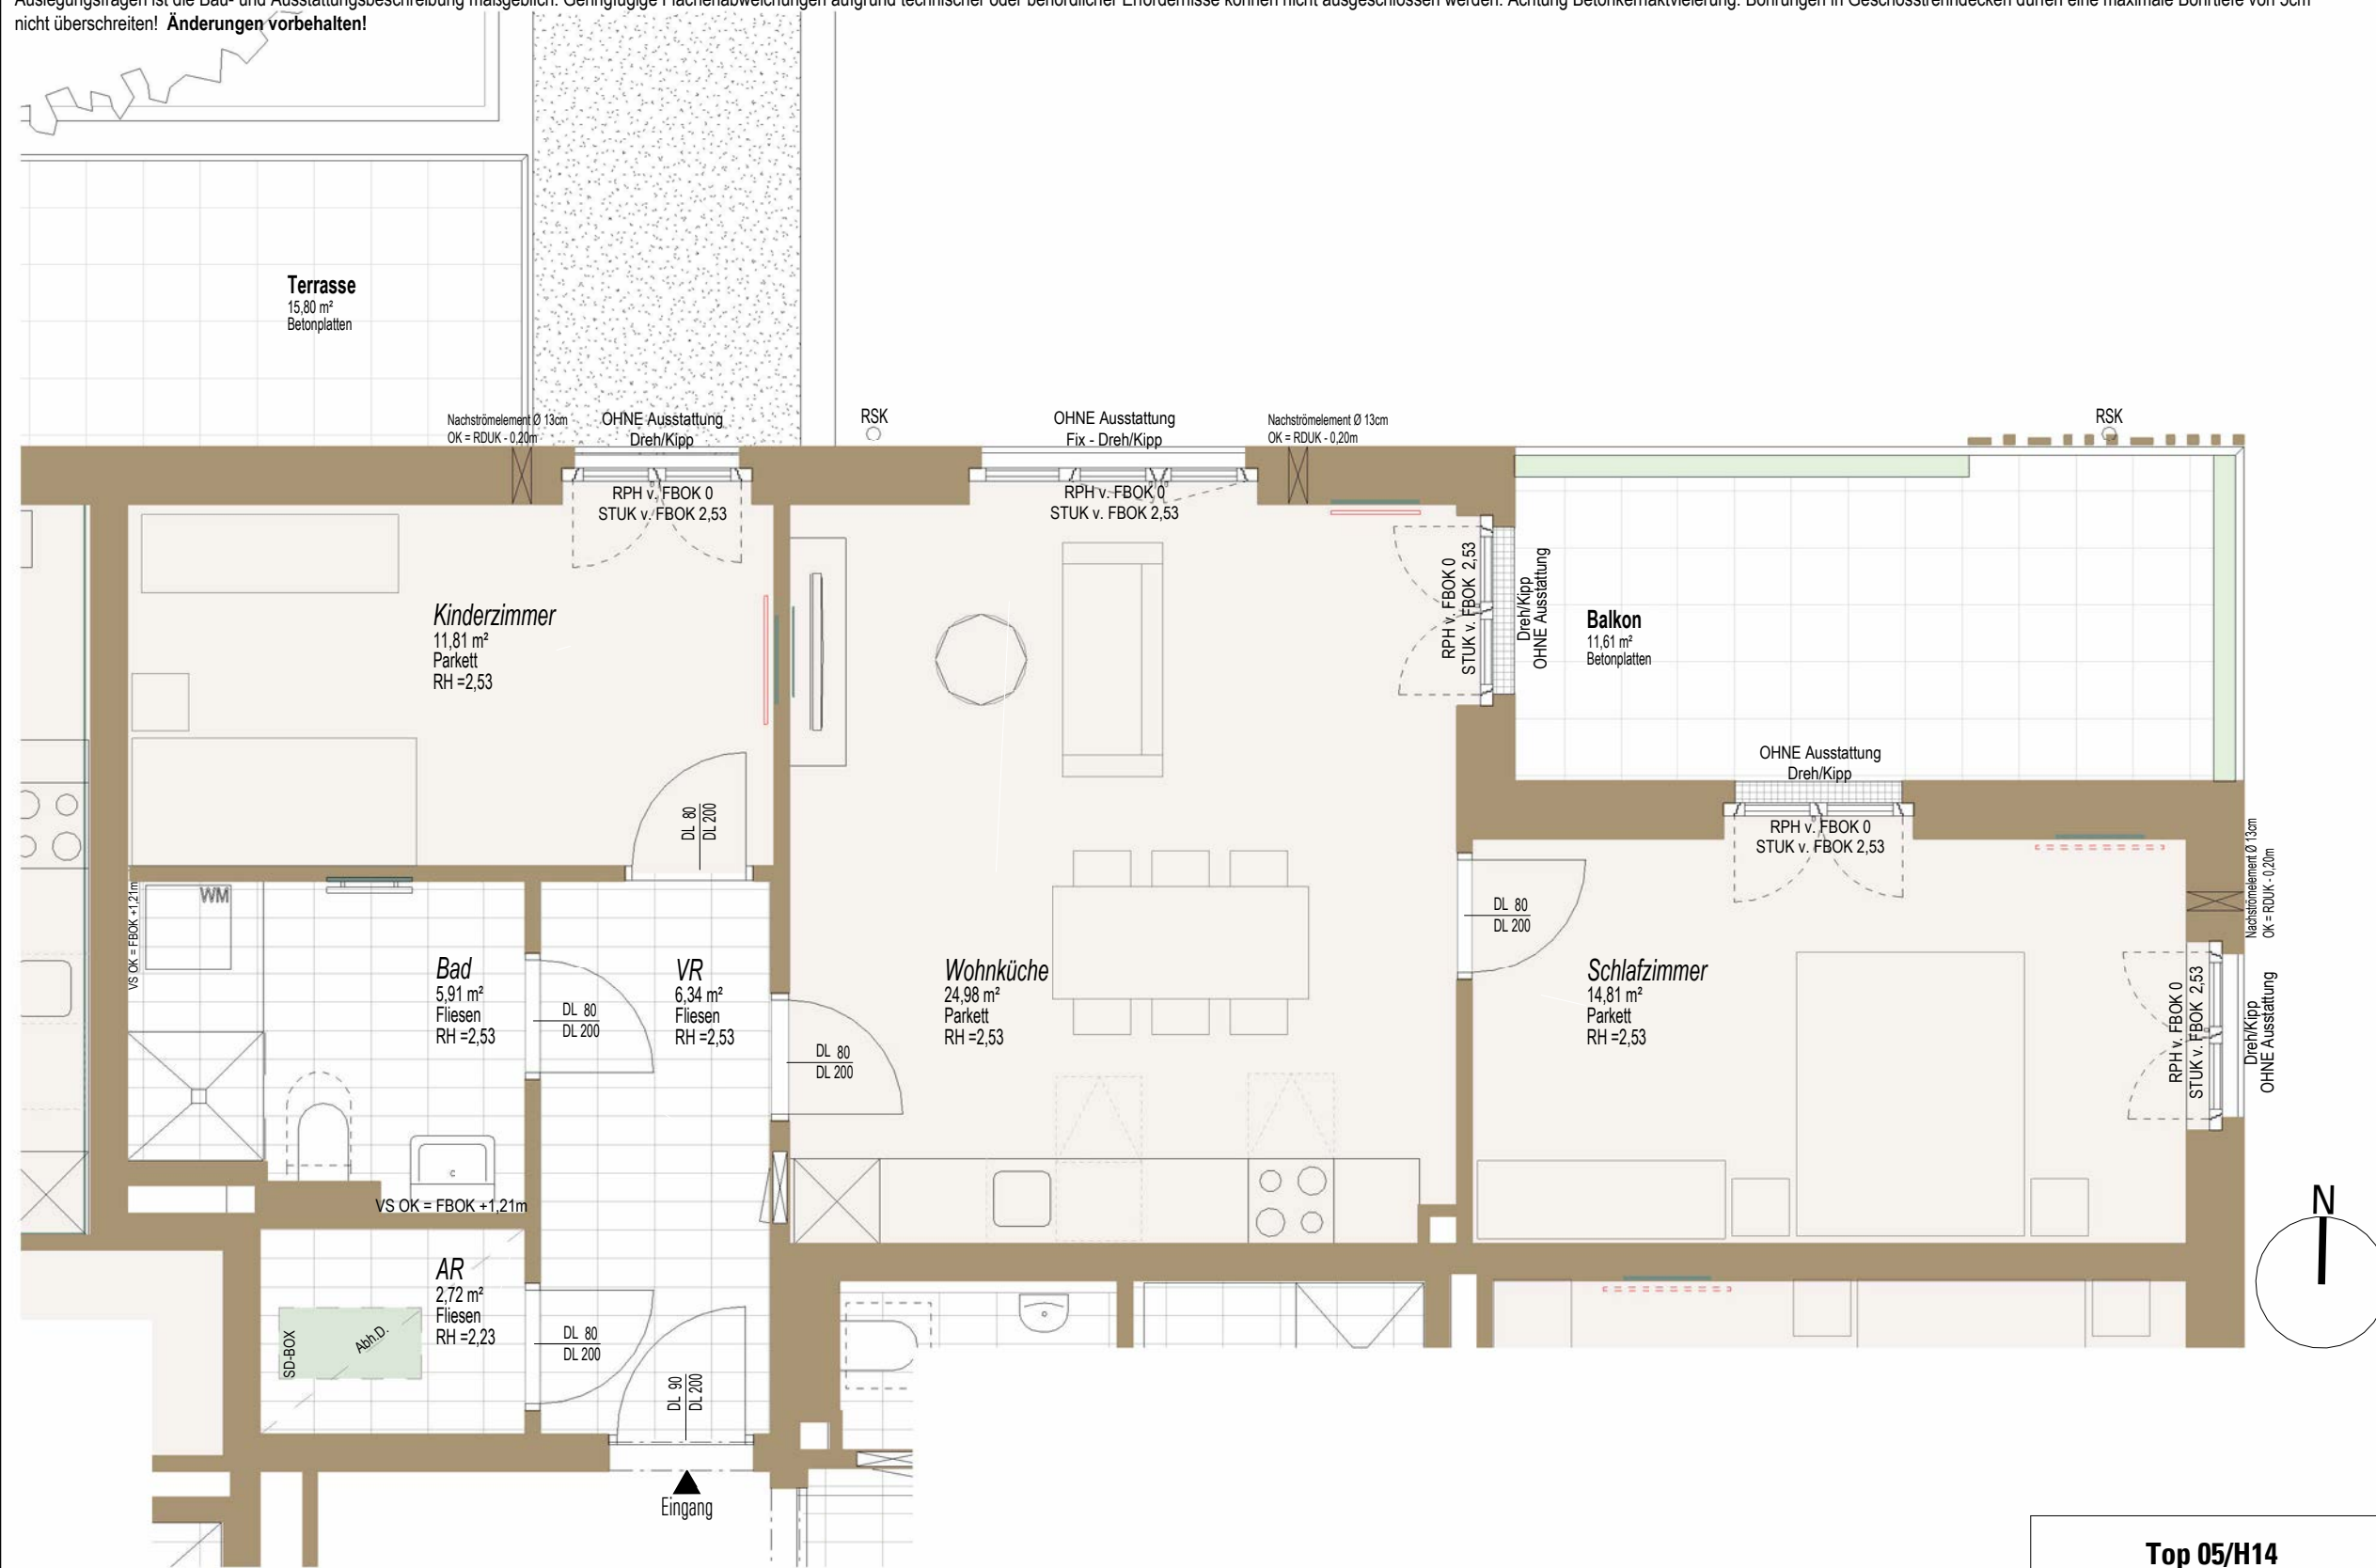 Auslegungsfragen ist die Bau- und Ausstattungsbeschreibung maßgeblich. Geringfügige Flächenabweichungen aufgrund technischer oder behördlicher Erfordernisse können nicht ausgeschlossen werden. Achtung Betonkernaktvieierung: Bohrungen in Geschosstrenndecken dürfen eine maximale Bohrtiefe von 5cm
nicht überschreiten! Änderungen vorbehalten!
Terrasse
15,80 m²
Betonplatten
Nachströmelement Ø 13cm
OK = RDUK - 0,20m
OHNE Ausstattung
Dreh/Kipp
RPH v. FBOK 0
STUK v. FBOK 2,53
RSK
OHNE Ausstattung
Fix - Dreh/Kipp
RPH v. FBOK 0
STUK v. FBOK 2,53
Nachströmelement Ø 13cm
OK = RDUK - 0,20m
RSK
Kinderzimmer
11,81 m²
Parkett
RH =2,53
DL 80
DL 200
RPH v. FBOK 0
STUK v. FBOK 2,53
Dreh/Kipp
OHNE Ausstattung
Balkon
11,61 m²
Betonplatten
OHNE Ausstattung
Dreh/Kipp
RPH v. FBOK 0
STUK v. FBOK 2,53
Nachströmelement Ø 13cm
OK = RDUK - 0,20m
VS OK = FBOK +1,21m
WM
Bad
5,91 m²
Fliesen
RH =2,53
DL 80
DL 200
VR
6,34 m²
Fliesen
RH =2,53
DL 80
DL 200
Wohnküche
24,98 m²
Parkett
RH =2,53
DL 80
DL 200
Schlafzimmer
14,81 m²
Parkett
RH =2,53
RPH v. FBOK 0
STUK v. FBOK 2,53
Dreh/Kipp
OHNE Ausstattung
C
VS OK = FBOK +1,21m
AR
2,72 m²
Fliesen
RH =2,23
SD-BOX
Abh.D.
DL 80
DL 200
DL 90
DL 200
Eingang
N
Top 05/H14